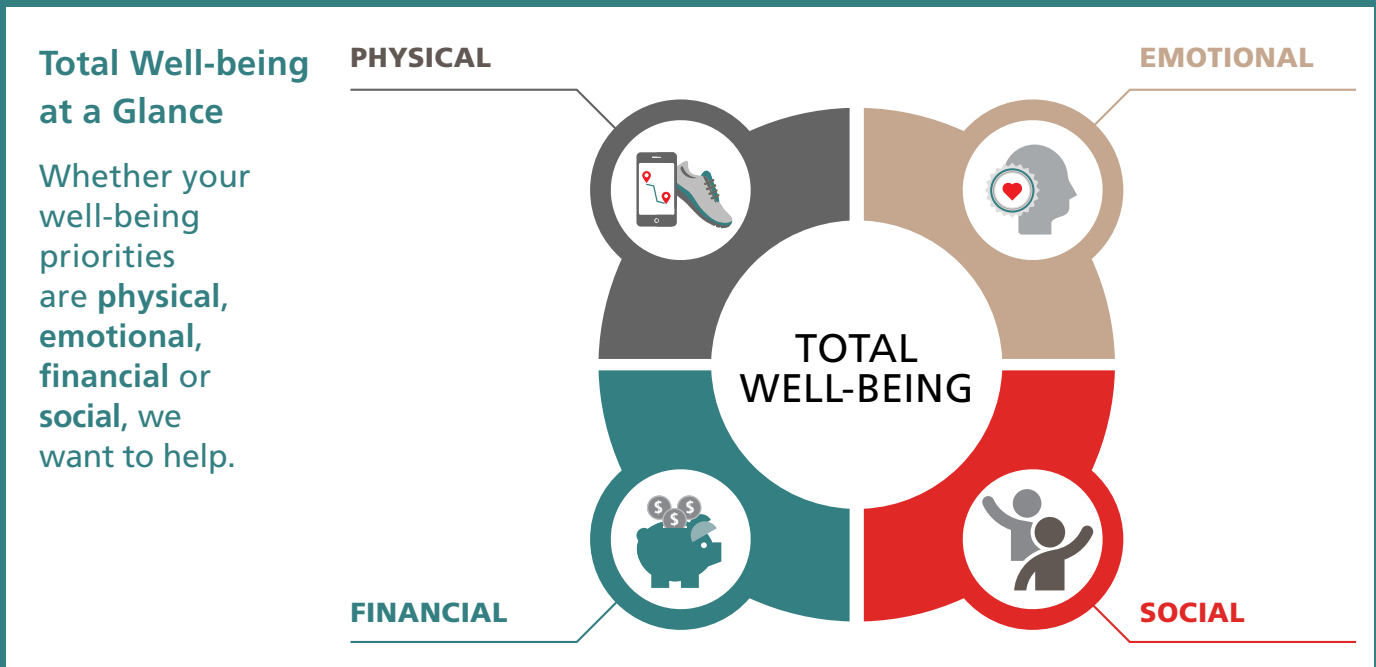 Total Well-being
at a Glance
Whether your
well-being
priorities
are physical,
emotional,
financial or
social, we
want to help.
PHYSICAL
EMOTIONAL
TOTAL
WELL-BEING
$ $ $
FINANCIAL
SOCIAL